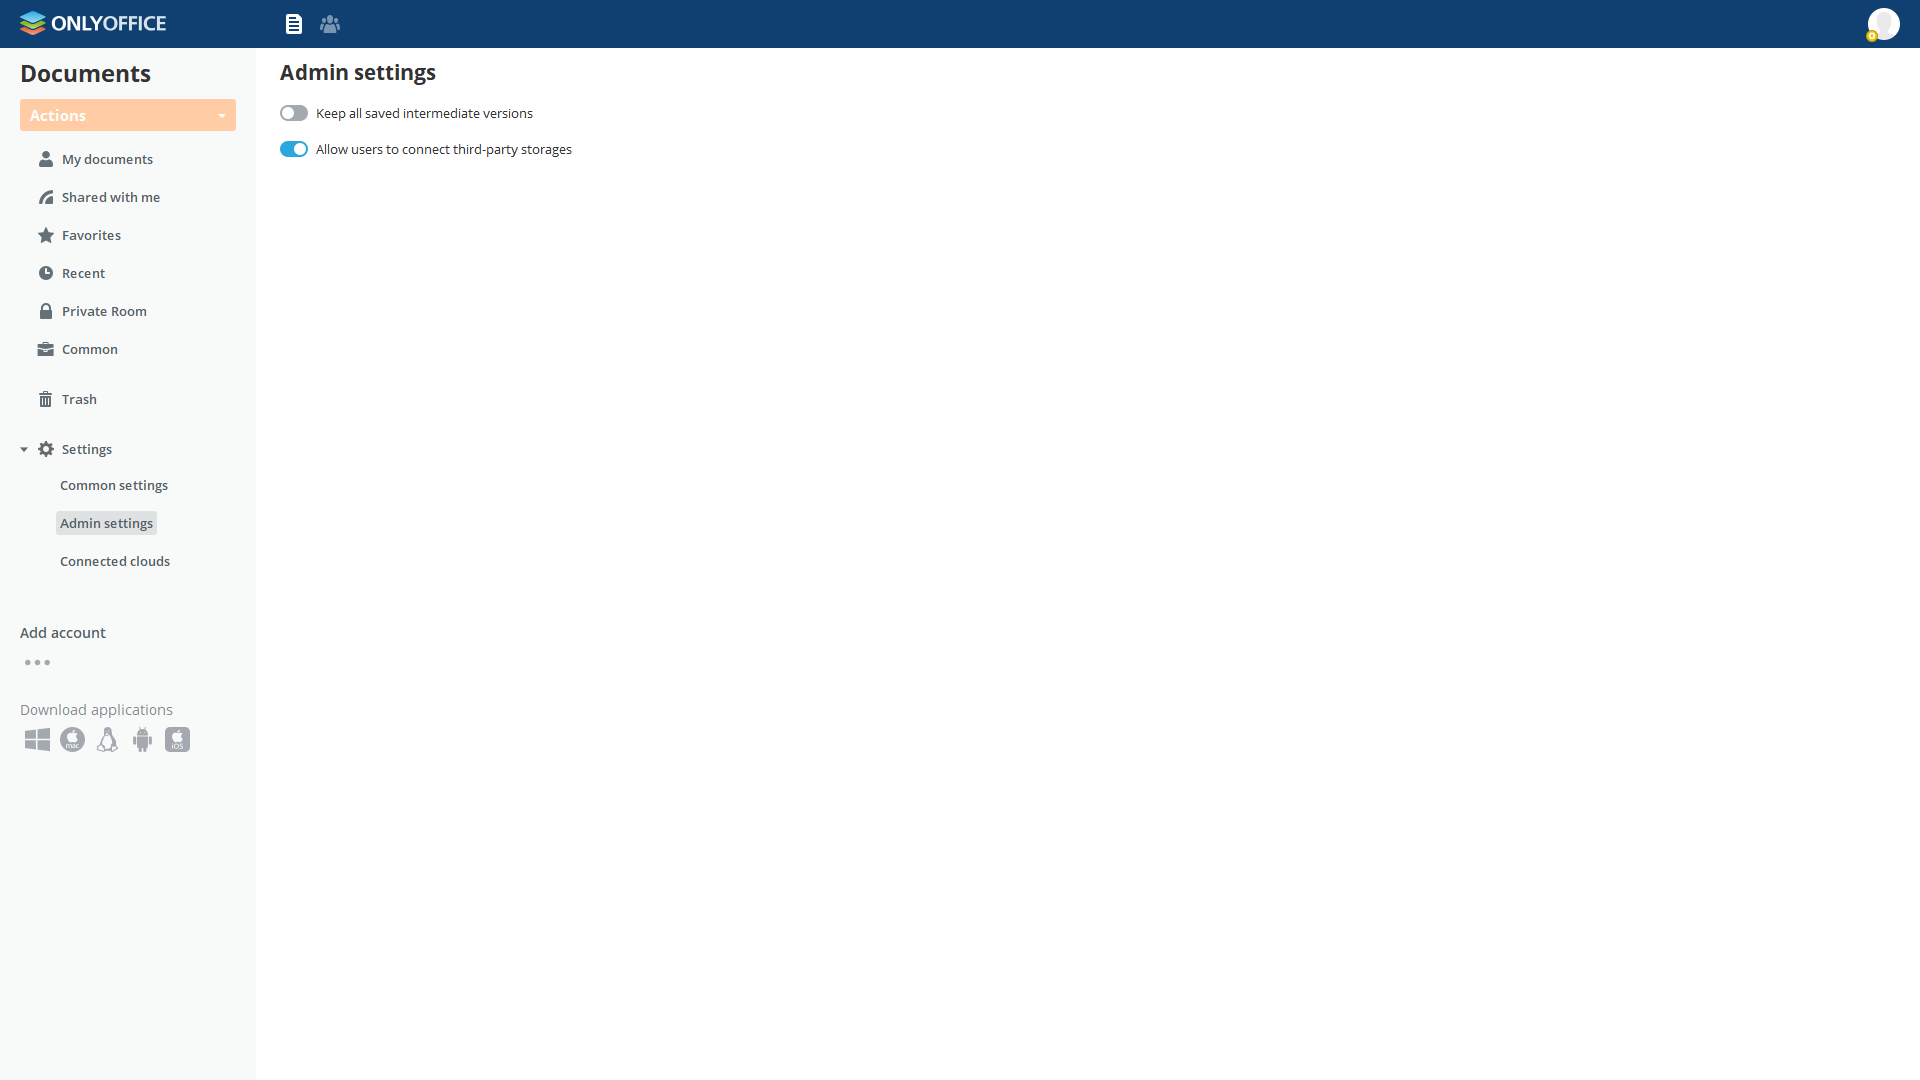 ONLYOFFICE
Documents
Actions
My documents
Shared with me
Favorites
Recent
Private Room
Common
Trash
Settings
Common settings
Admin settings
Connected clouds
Add account
Download applications
mac
iOS
Admin settings
Keep all saved intermediate versions
Allow users to connect third-party storages